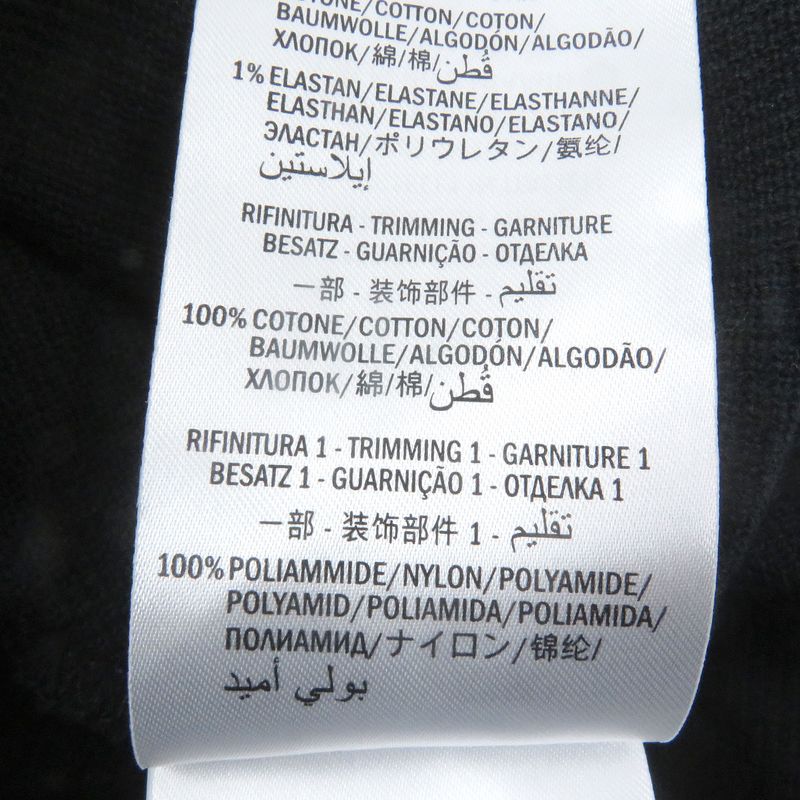 COTONE/COTTON/COTON/
BAUMWOLLE/ALGODÓN/ALGODÃO/
ХЛОПОК/綿/棉/قُطن
1% ELASTAN/ELASTANE/ELASTHANNE/
ELASTHAN/ELASTANO/ELASTANO/
ЭЛАСТАН/ポリウレタン/氨纶/
إيلاستين
RIFINITURA - TRIMMING - GARNITURE
BESATZ - GUARNIÇÃO - ОТДЕЛКА
一部 - 装饰部件 - تقليم
100% COTONE/COTTON/COTON/
BAUMWOLLE/ALGODÓN/ALGODÃO/
ХЛОПОК/綿/棉/قُطن
RIFINITURA 1 - TRIMMING 1 - GARNITURE 1
BESATZ 1 - GUARNIÇÃO 1 - ОТДЕЛКА 1
一部 - 装饰部件 1 - تقليم
100% POLIAMMIDE/NYLON/POLYAMIDE/
POLYAMID/POLIAMIDA/POLIAMIDA/
ПОЛИАМИД/ナイロン/锦纶/
بولي أميد